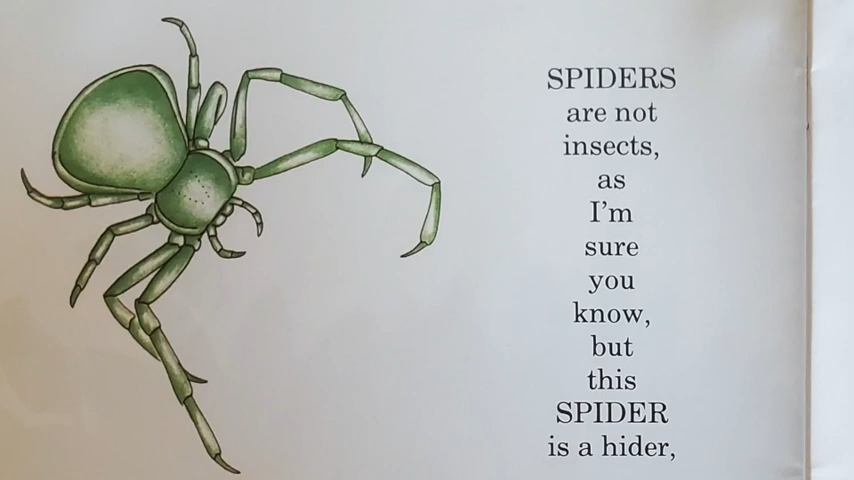 SPIDERS
are not
insects,
as
I'm
sure
you
know,
but
this
SPIDER
is a hider,